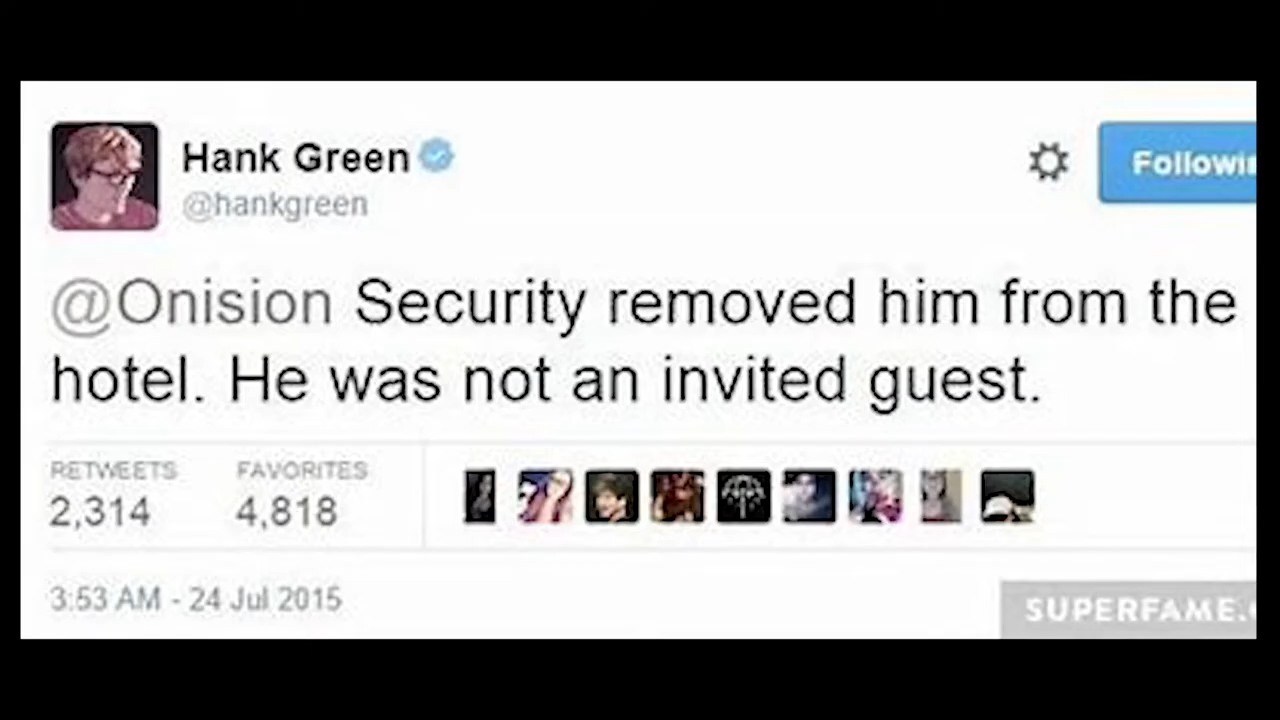 Hank Green
@hankgreen
Followi
@Onision Security removed him from the
hotel. He was not an invited guest.
RETWEETS FAVORITES
2,314 4,818
3:53 AM - 24 Jul 2015
SUPERFAME.